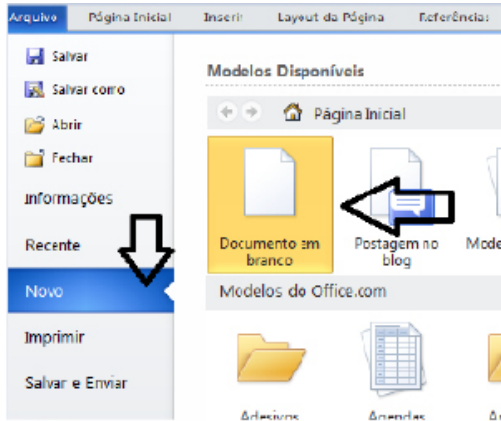 Arquivo Página Inicial Inserir Layout da Página Referências
Salvar
Salvar como
Abrir
Fechar
Informações
Recente
Novo
Imprimir
Salvar e Enviar
Modelos Disponíveis
Página Inicial
Documento em
branco
Postagem no
blog
Mode
Modelos do Office.com
Adesivos
Agendas